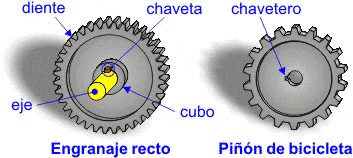 diente
chaveta
chavetero
eje
cubo
Engranaje recto
Piñón de bicicleta